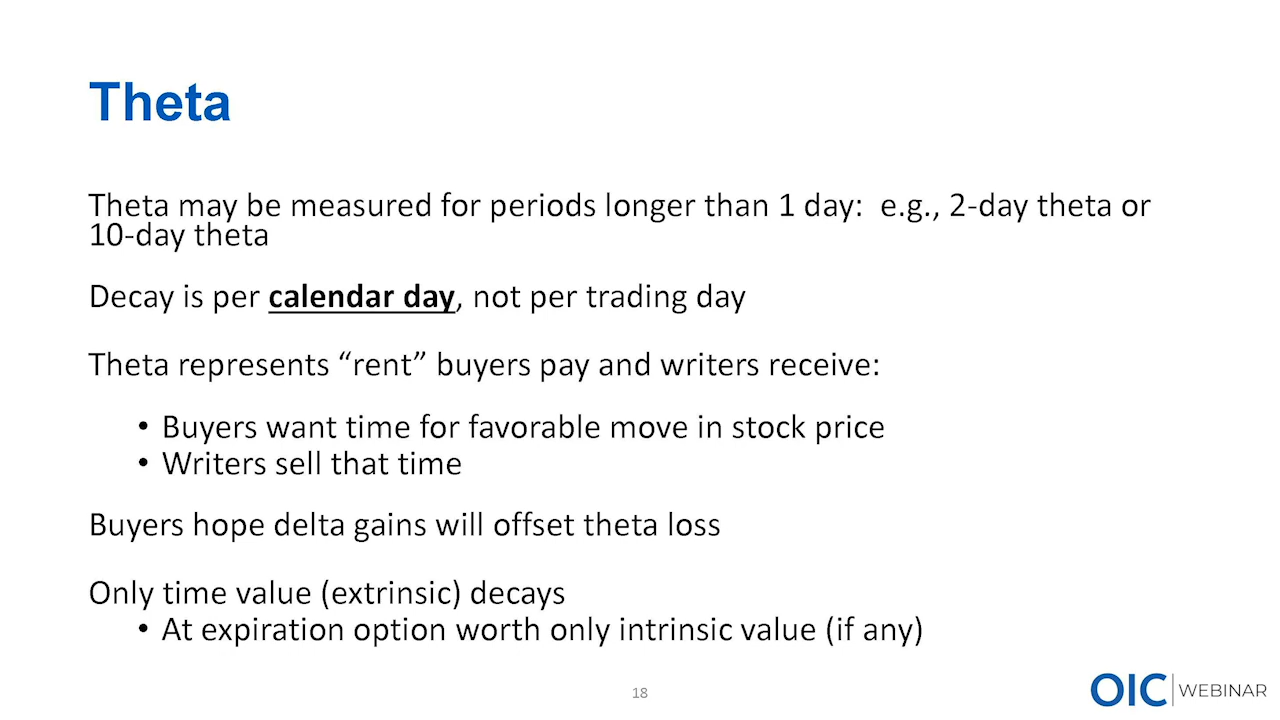 Theta
Theta may be measured for periods longer than 1 day:  e.g., 2-day theta or
10-day theta
Decay is per calendar day, not per trading day
Theta represents “rent” buyers pay and writers receive:
• Buyers want time for favorable move in stock price
• Writers sell that time
Buyers hope delta gains will offset theta loss
Only time value (extrinsic) decays
• At expiration option worth only intrinsic value (if any)
18
OIC WEBINAR